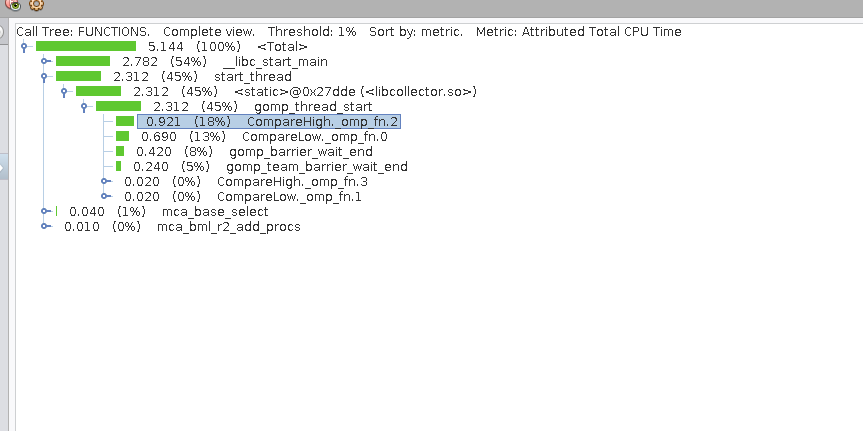 Call Tree: FUNCTIONS. Complete view. Threshold: 1% Sort by: metric. Metric: Attributed Total CPU Time
5.144 (100%) <Total>
2.782 (54%) __libc_start_main
2.312 (45%) start_thread
2.312 (45%) <static>@0x27dde (<libcollector.so>)
2.312 (45%) gomp_thread_start
0.921 (18%) CompareHigh._omp_fn.2
0.690 (13%) CompareLow._omp_fn.0
0.420 (8%) gomp_barrier_wait_end
0.240 (5%) gomp_team_barrier_wait_end
0.020 (0%) CompareHigh._omp_fn.3
0.020 (0%) CompareLow._omp_fn.1
0.040 (1%) mca_base_select
0.010 (0%) mca_bml_r2_add_procs